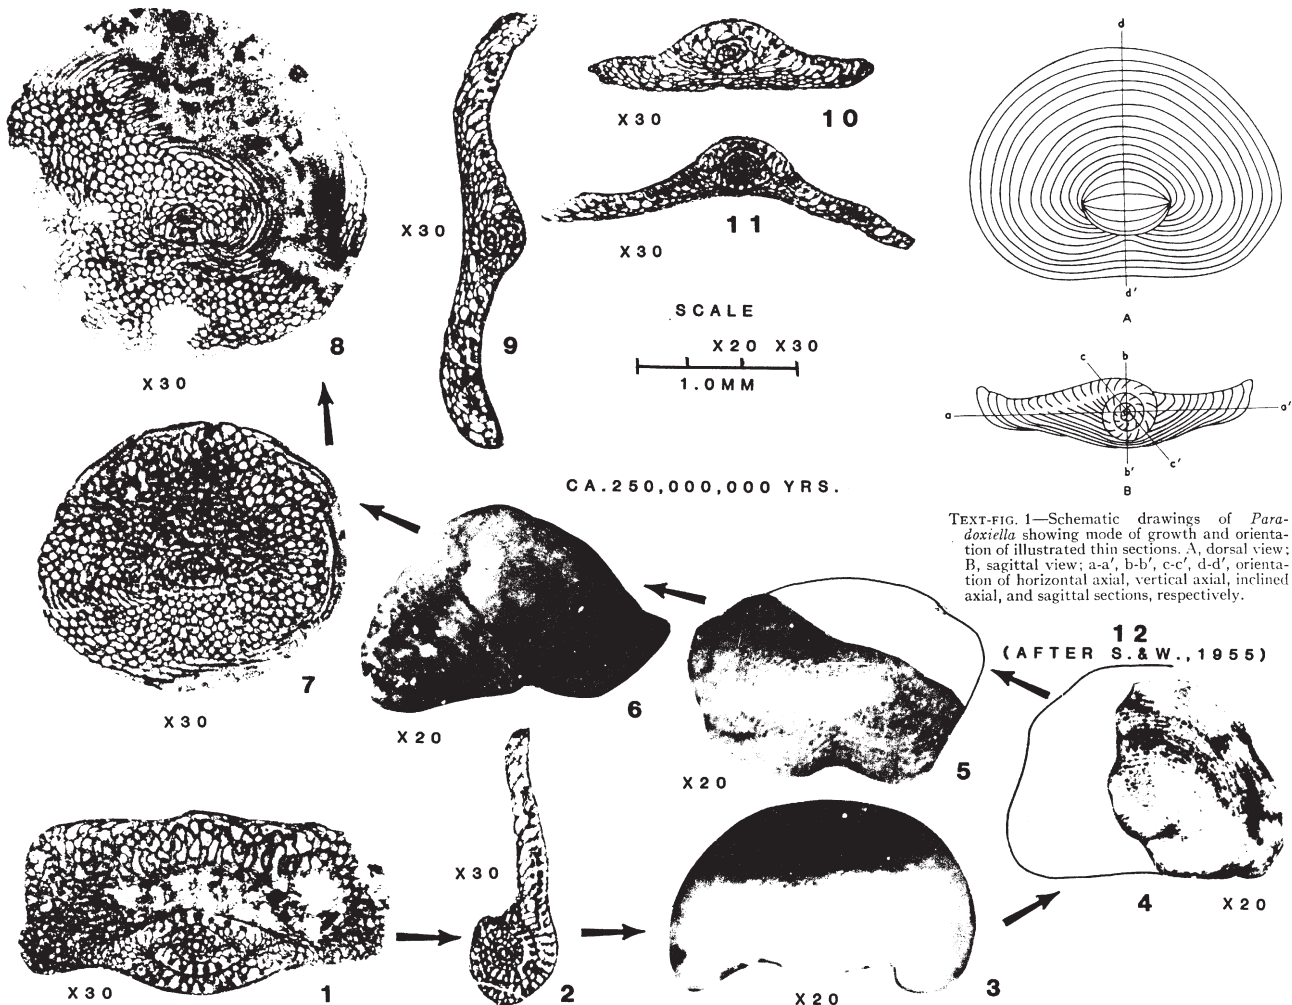 d
X30
10
X30
11
X30
X30
8
X30
9
SCALE
X20 X30
1.0MM
d'
A
c
b
a
a'
b'
c'
B
CA.250,000,000 YRS.
TEXT-FIG. 1—Schematic drawings of Para-
doxiella showing mode of growth and orienta-
tion of illustrated thin sections. A, dorsal view;
B, sagittal view; a-a', b-b', c-c', d-d', orienta-
tion of horizontal axial, vertical axial, inclined
axial, and sagittal sections, respectively.
12
(AFTER S.&W.,1955)
7
X30
6
X20
5
X20
4
X20
X30
1
X30
2
X20
3